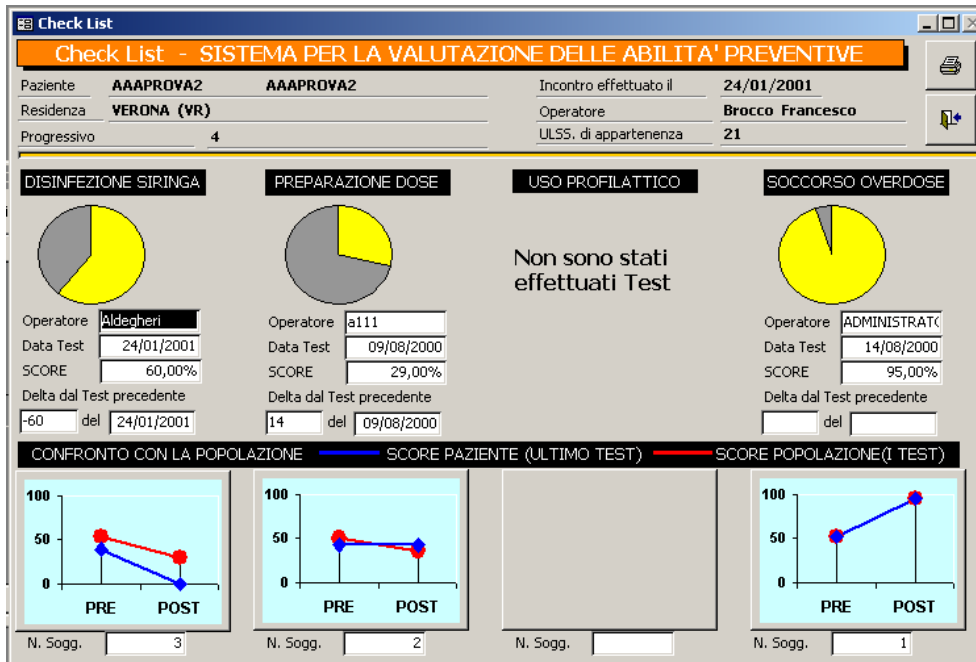 Check List
Check List - SISTEMA PER LA VALUTAZIONE DELLE ABILITA' PREVENTIVE
Paziente AAAPROVA2 AAAPROVA2 Incontro effettuato il 24/01/2001
Residenza VERONA (VR) Operatore Brocco Francesco
Progressivo 4 ULSS. di appartenenza 21
DISINFEZIONE SIRINGA PREPARAZIONE DOSE USO PROFILATTICO SOCCORSO OVERDOSE
Non sono stati
effettuati Test
Operatore Aldegheri Operatore a111 Operatore ADMINISTRAT
Data Test 24/01/2001 Data Test 09/08/2000 Data Test 14/08/2000
SCORE 60,00% SCORE 29,00% SCORE 95,00%
Delta dal Test precedente Delta dal Test precedente Delta dal Test precedente
-60 del 24/01/2001 14 del 09/08/2000 del
CONFRONTO CON LA POPOLAZIONE SCORE PAZIENTE (ULTIMO TEST) SCORE POPOLAZIONE(I TEST)
100 100 100
50 50 50
0 0 0
PRE POST PRE POST PRE POST
N. Sogg. 3 N. Sogg. 2 N. Sogg. N. Sogg. 1